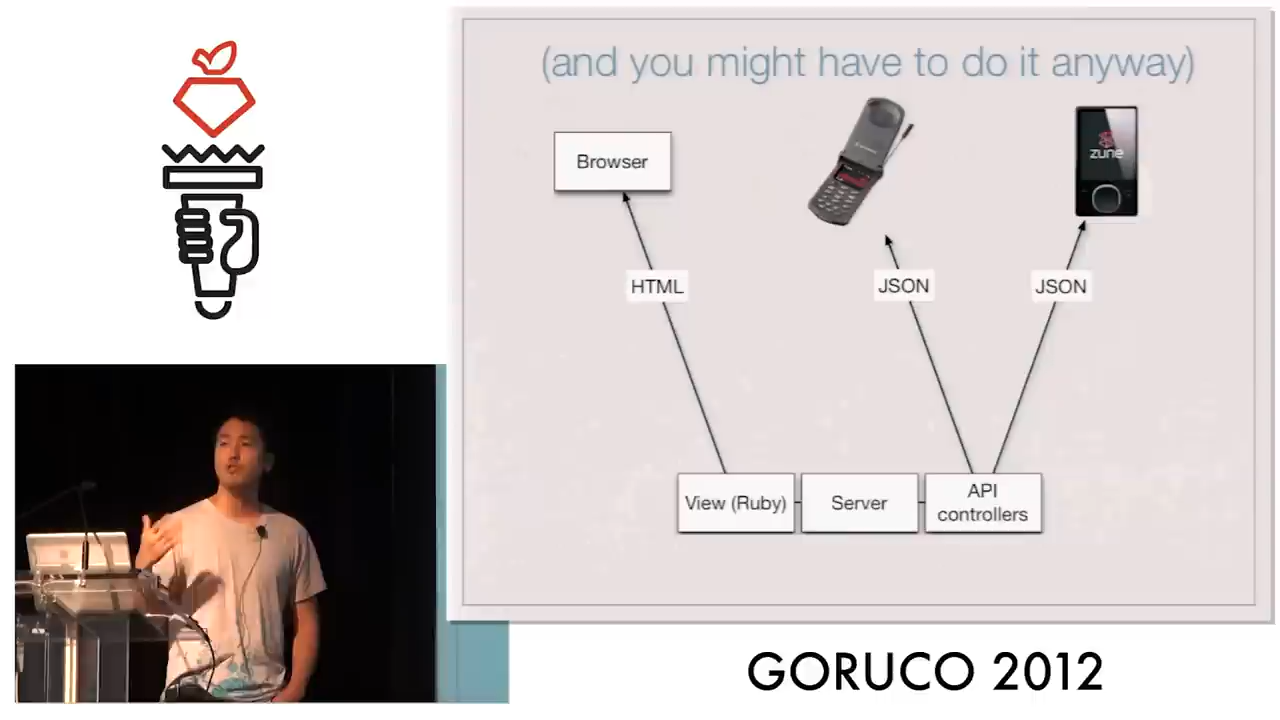 (and you might have to do it anyway)
Browser
zune
HTML
JSON
JSON
View (Ruby)
Server
API
controllers
GORUCO 2012